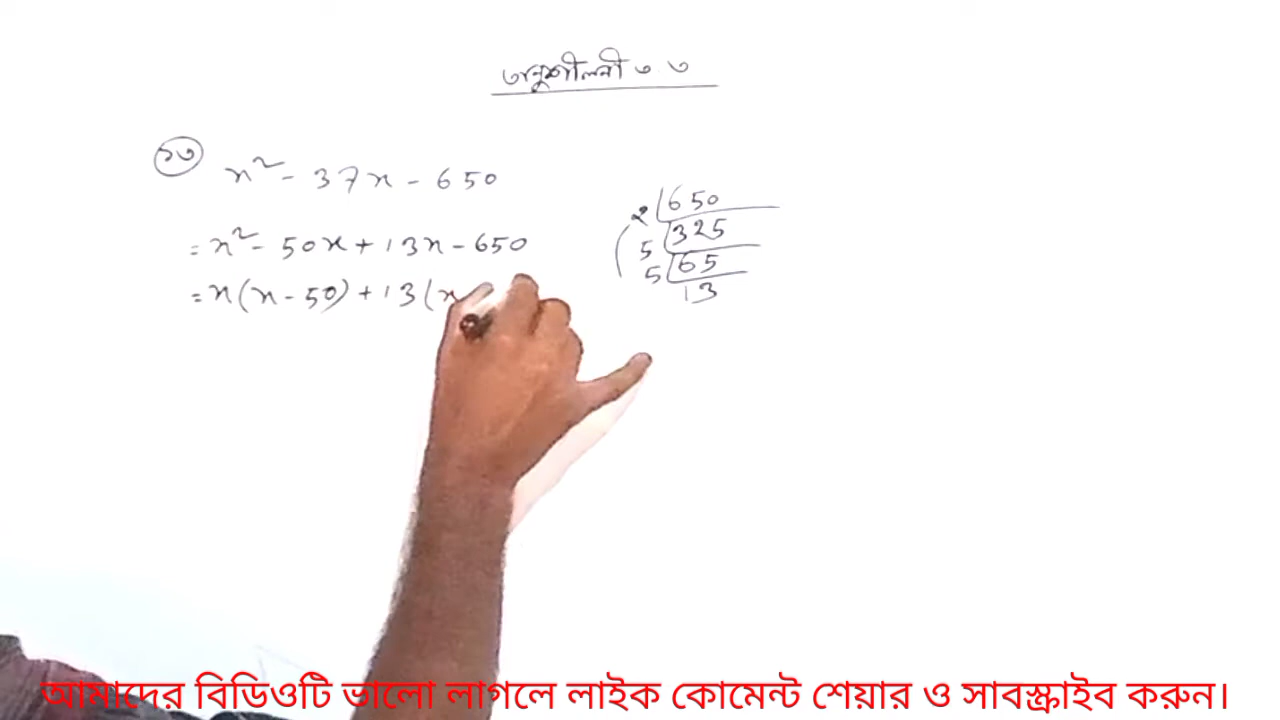 অনুশীলনী ৩.৩
১৩
x² - 37x - 650
= x² - 50x + 13x - 650
= x(x - 50) + 13(x
2 | 650
5 | 325
5 | 65
13
আমাদের বিডিওটি ভালো লাগলে লাইক কোমেন্ট শেয়ার ও সাবস্ক্রাইব করুন।